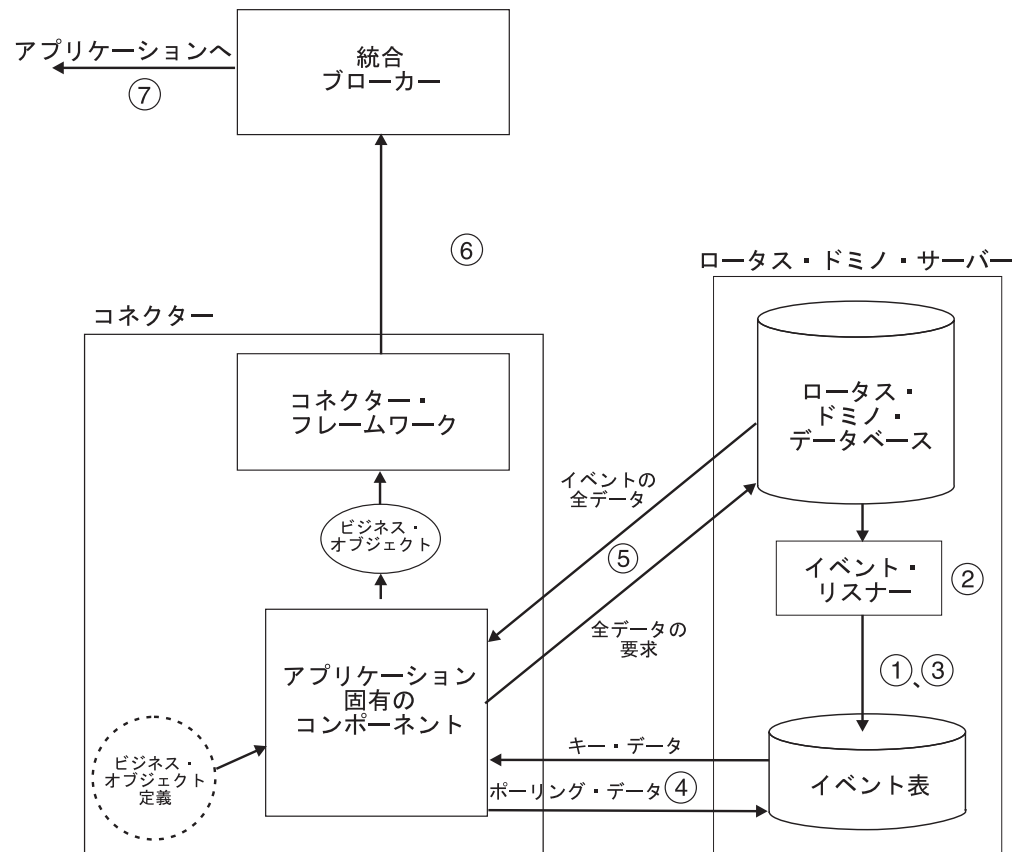 アプリケーションへ
⑦
統合
ブローカー
⑥
ロータス・ドミノ・サーバー
コネクター
コネクター・
フレームワーク
ロータス・
ドミノ・
データベース
イベントの
全データ
ビジネス・
オブジェクト
⑤
イベント・
リスナー
②
全データの
要求
①、③
アプリケーション
固有の
コンポーネント
キー・データ
ビジネス・
オブジェクト
定義
ポーリング・データ④
イベント表